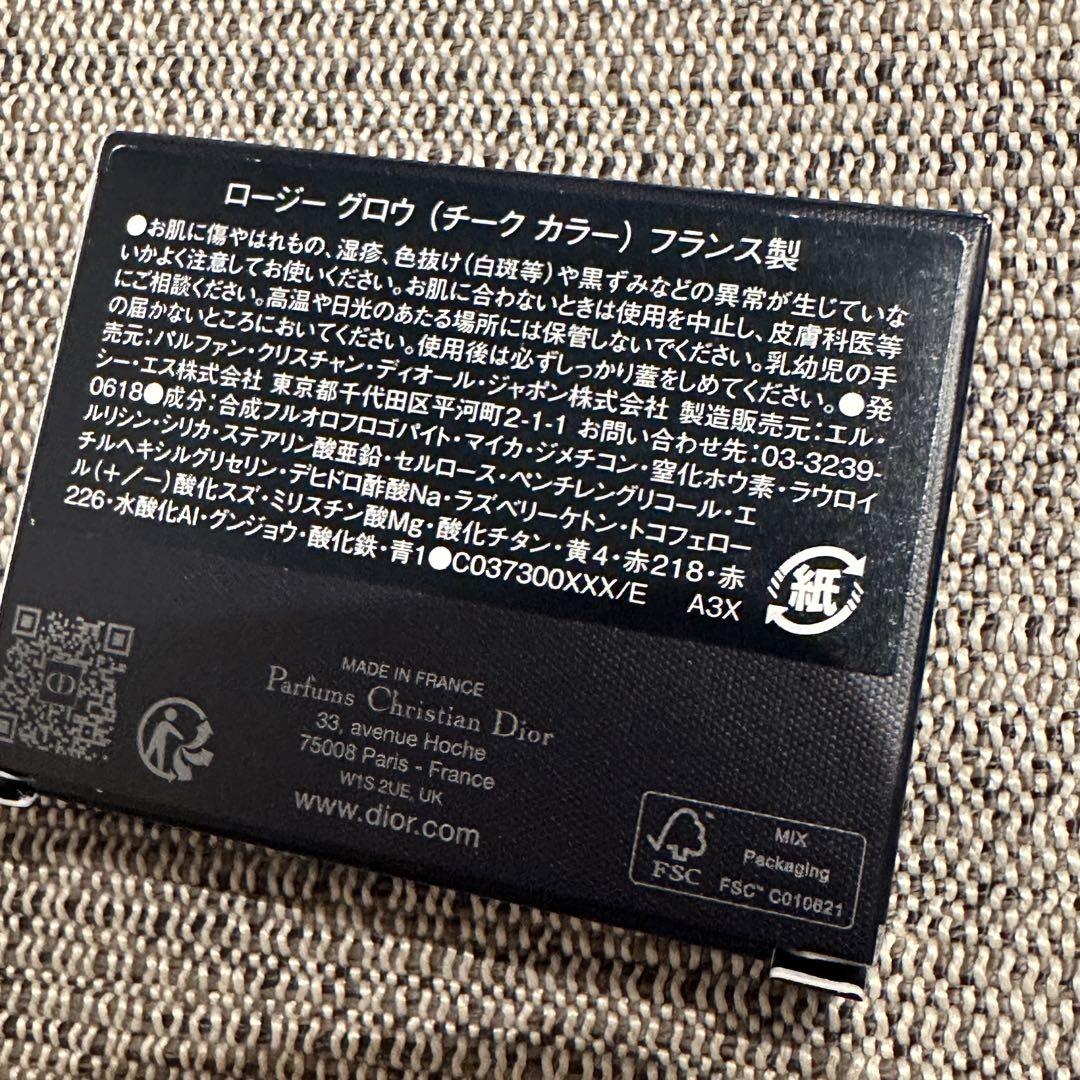 ロージー グロウ (チーク カラー) フランス製
●お肌に傷やはれもの、湿疹、色抜け(白斑等)や黒ずみなどの異常が生じていな
いかよく注意してお使いください。お肌に合わないときは使用を中止し、皮膚科医等
にご相談ください。高温や日光のあたる場所には保管しないでください。乳幼児の手
の届かないところにおいてください。使用後は必ずしっかり蓋をしめてください。●発
売元:パルファン・クリスチャン・ディオール・ジャポン株式会社 製造販売元:エル・
シー・エス株式会社 東京都千代田区平河町2-1-1 お問い合わせ先:03-3239-
0618●成分:合成フルオロフロゴパイト・マイカ・ジメチコン・窒化ホウ素・ラウロイ
ルリシン・シリカ・ステアリン酸亜鉛・セルロース・ペンチレングリコール・エ
チルヘキシルグリセリン・デヒドロ酢酸Na・ラズベリーケトン・トコフェロー
ル(+/−)酸化スズ・ミリスチン酸Mg・酸化チタン・黄4・赤218・赤
226・水酸化Al・グンジョウ・酸化鉄・青1●C037300XXX/E A3X
紙
MADE IN FRANCE
Parfums Christian Dior
33, avenue Hoche
75008 Paris - France
W1S 2UE, UK
www.dior.com
FSC™
MIX
Packaging
FSC™ C010621